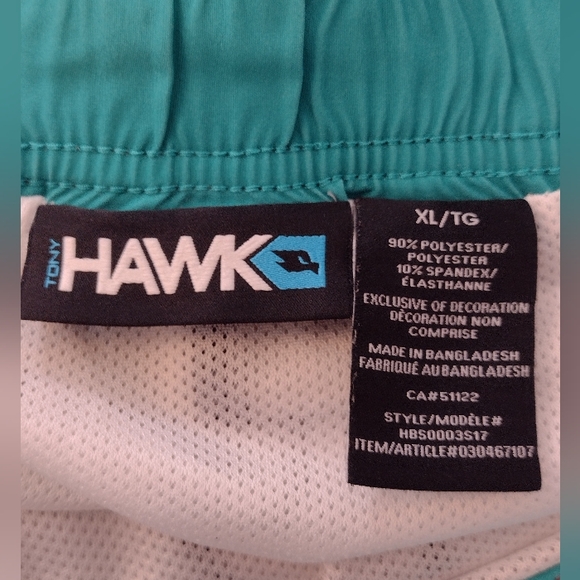 TONY HAWK
XL/TG
90% POLYESTER/
POLYESTER
10% SPANDEX/
ÉLASTHANNE
EXCLUSIVE OF DECORATION
DÉCORATION NON
COMPRISE
MADE IN BANGLADESH
FABRIQUÉ AU BANGLADESH
CA#51122
STYLE/MODÈLE#
HBS0003S17
ITEM/ARTICLE#030467107